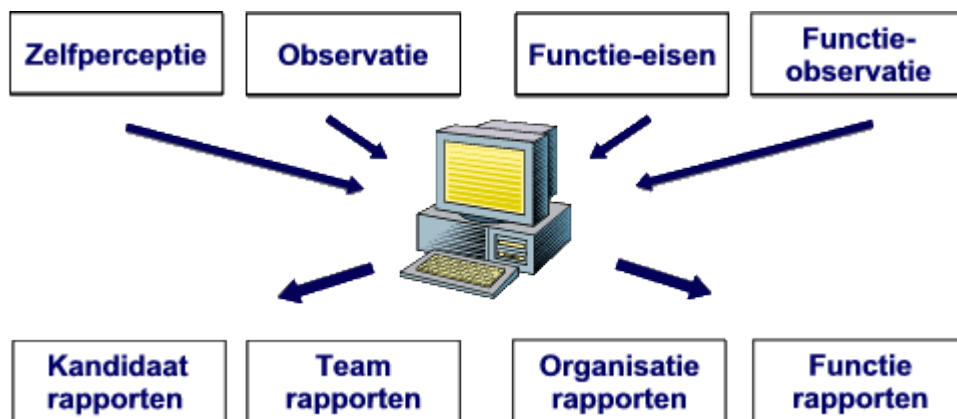 Zelfperceptie
Observatie
Functie-eisen
Functie-
observatie
Kandidaat
rapporten
Team
rapporten
Organisatie
rapporten
Functie
rapporten